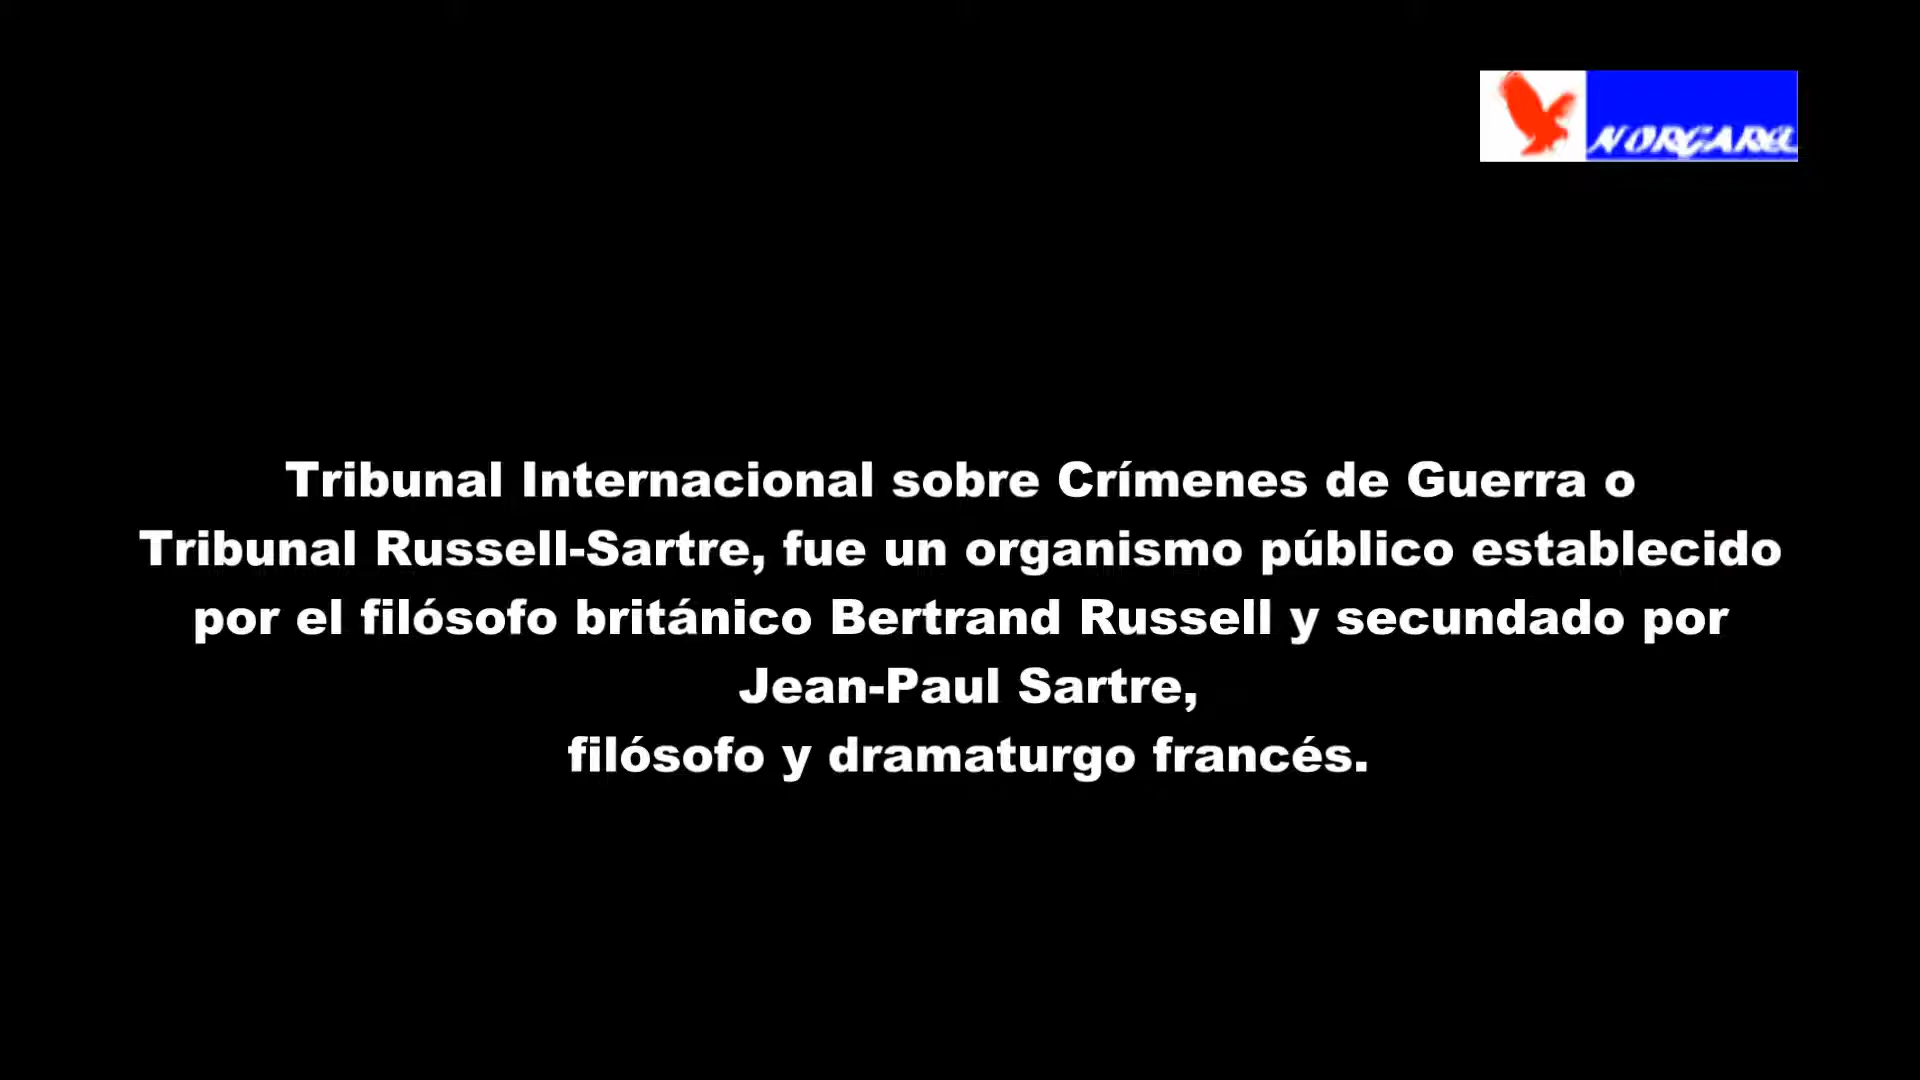 NORGAREL
Tribunal Internacional sobre Crímenes de Guerra o
Tribunal Russell-Sartre, fue un organismo público establecido
por el filósofo británico Bertrand Russell y secundado por
Jean-Paul Sartre,
filósofo y dramaturgo francés.